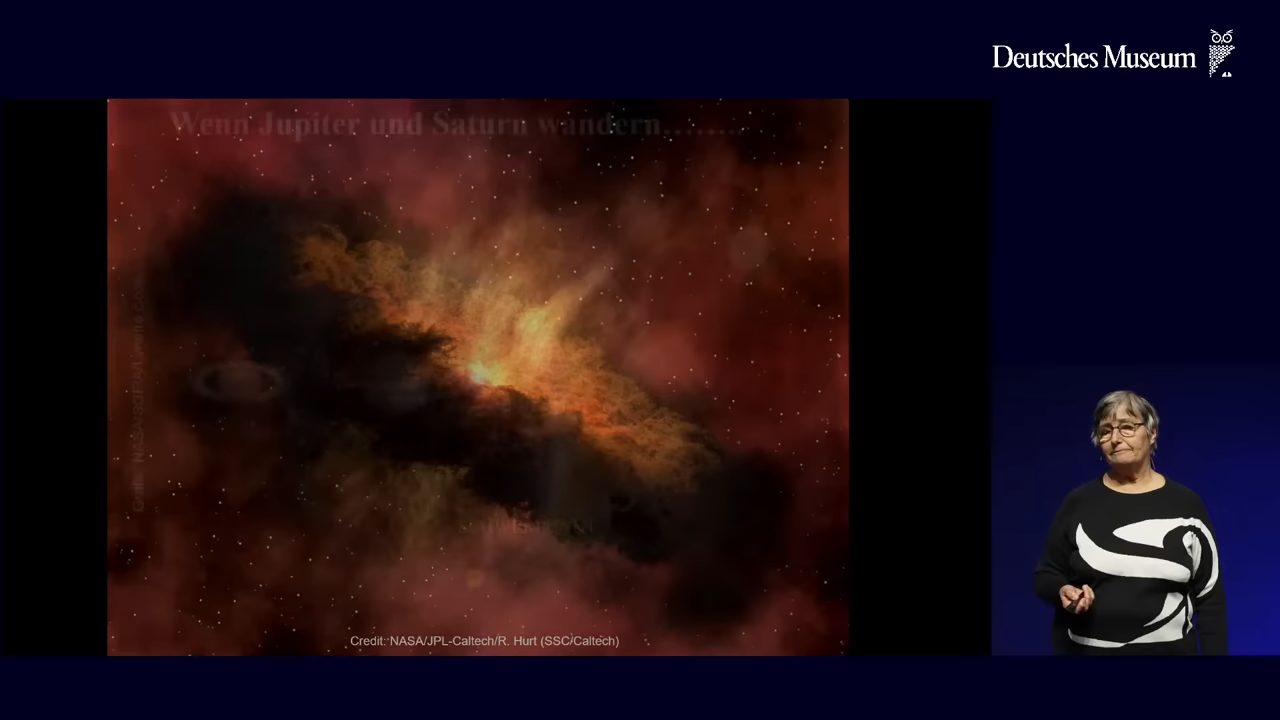 Deutsches Museum
Wenn Jupiter und Saturn wandern........
Credit: NASA/JPL-Caltech/R. Hurt (SSC/Caltech)